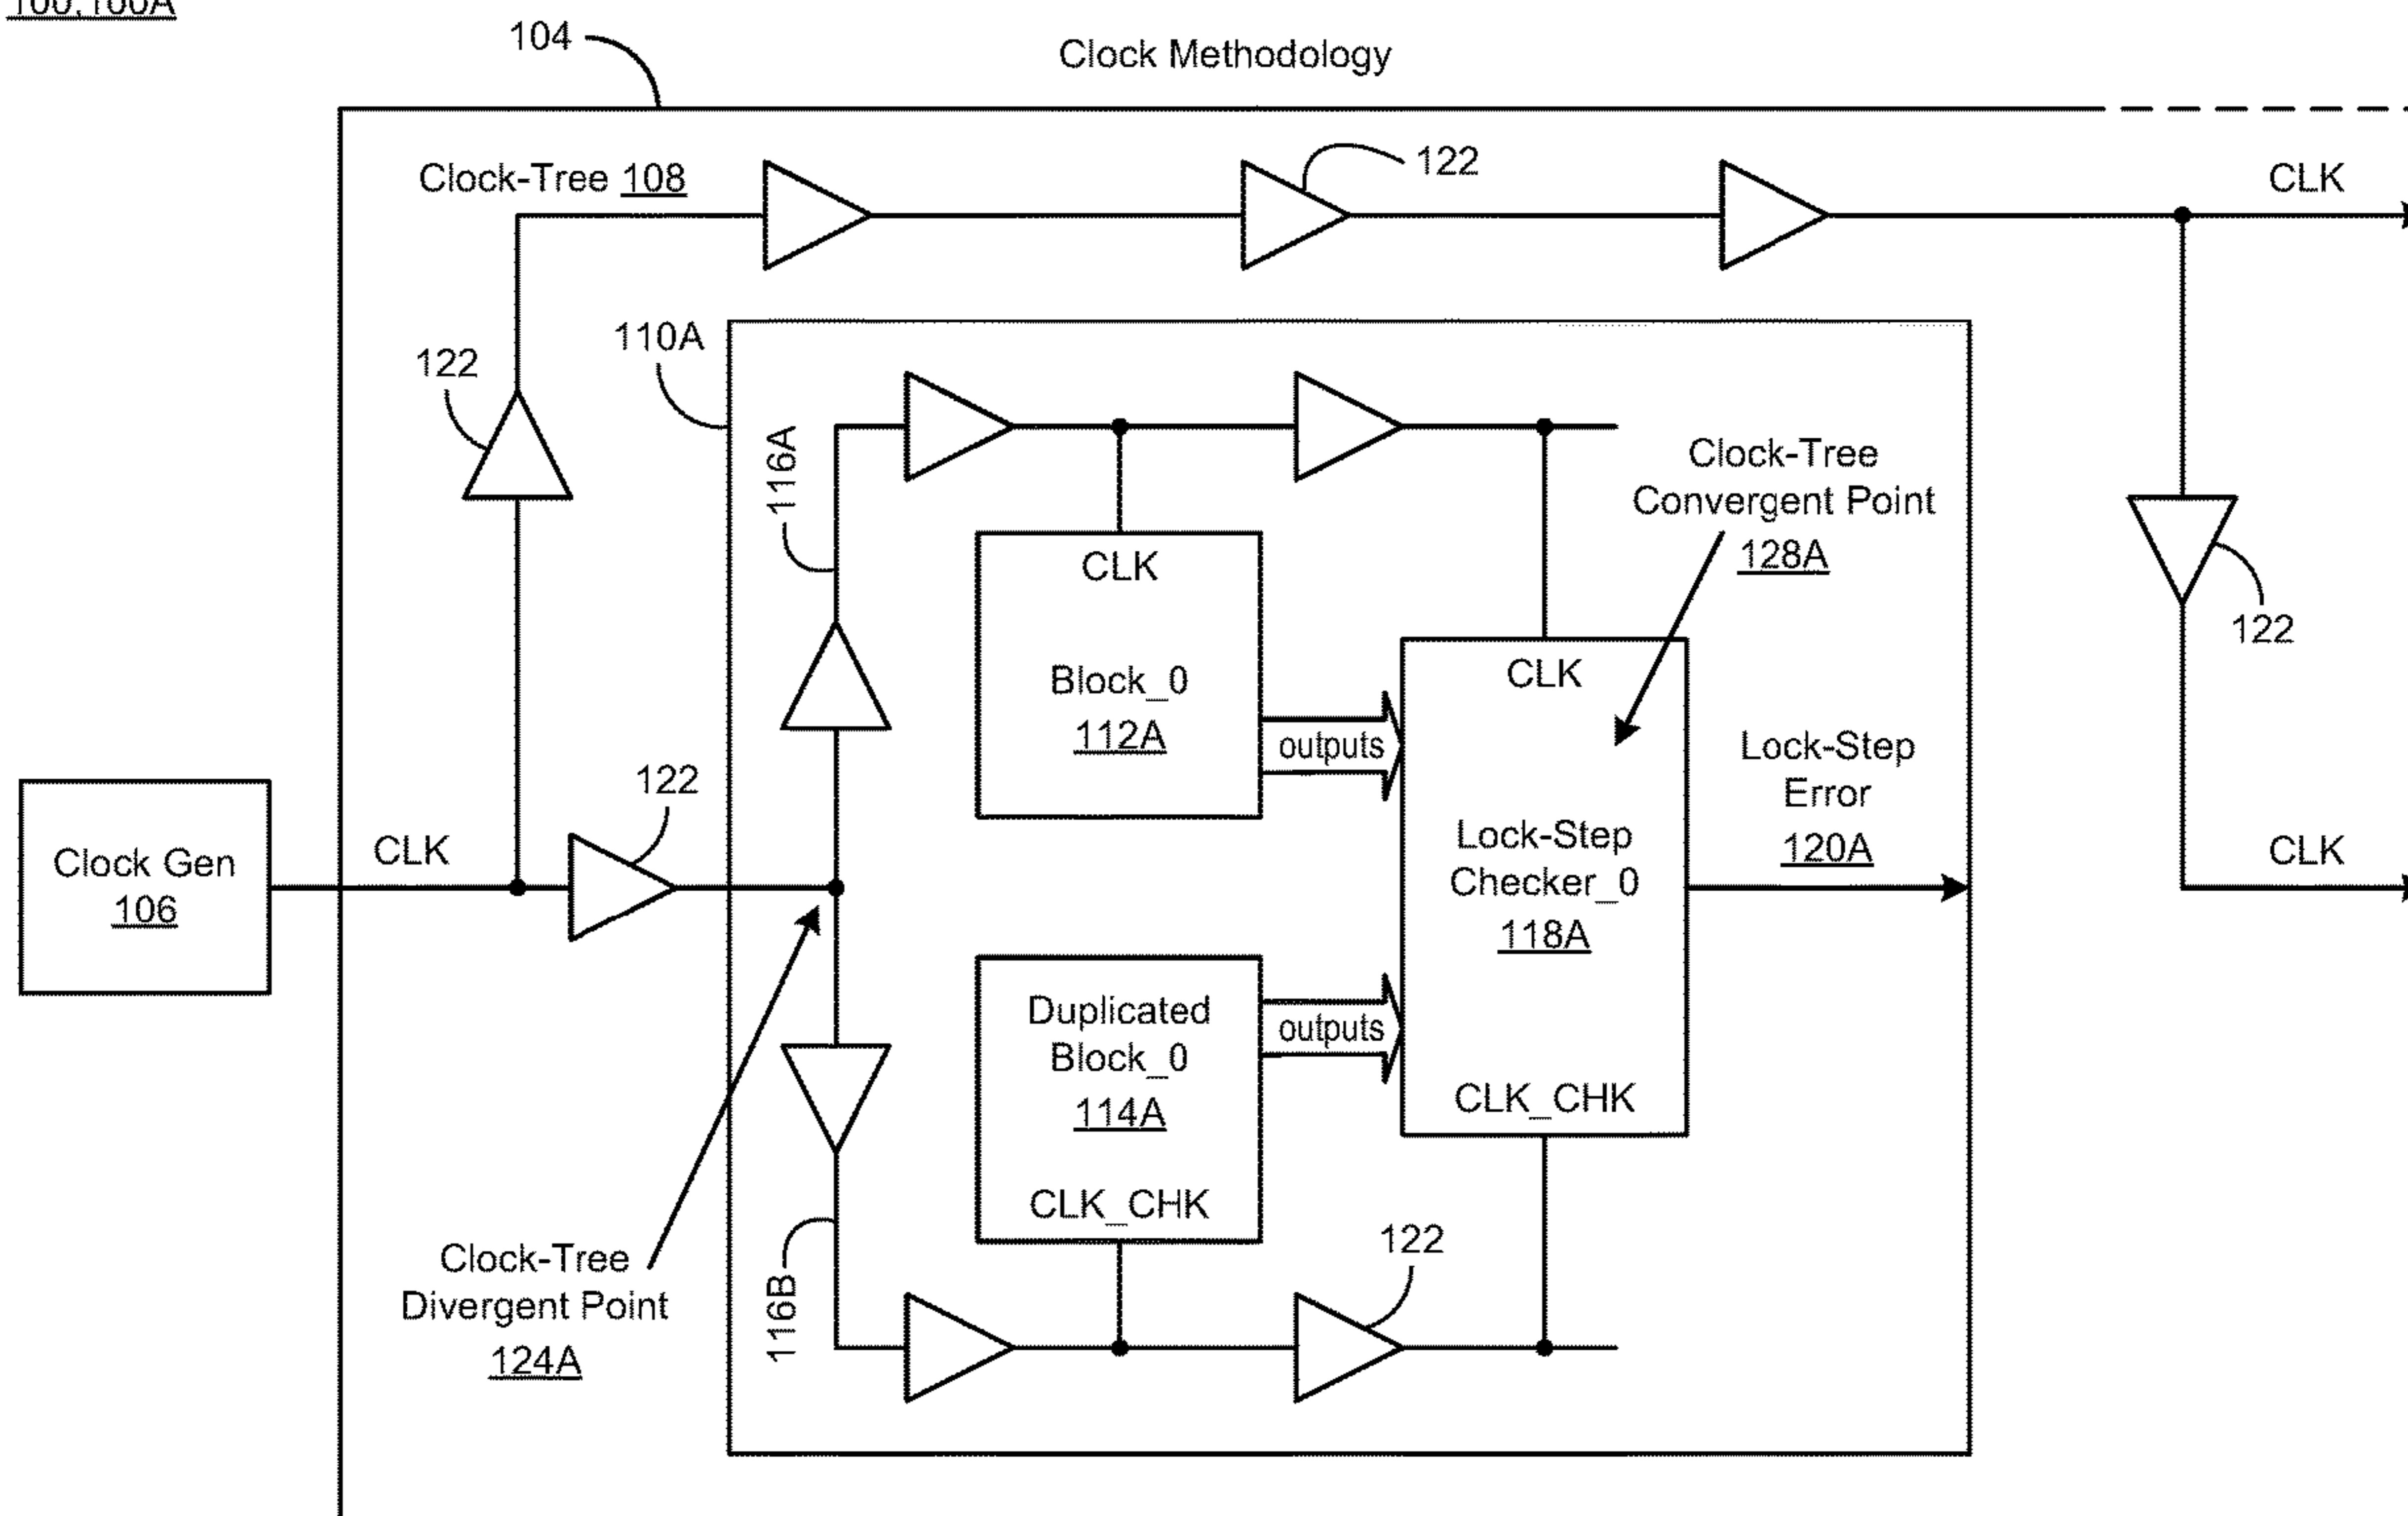 100,100A
104
Clock Methodology
Clock-Tree 108
122
CLK
110A
122
116A
Clock-Tree
Convergent Point
128A
CLK
Block_0
112A
outputs
CLK
122
122
Clock Gen
106
CLK
Lock-Step
Checker_0
118A
Lock-Step
Error
120A
CLK
Duplicated
Block_0
114A
CLK_CHK
outputs
CLK_CHK
Clock-Tree
Divergent Point
124A
116B
122